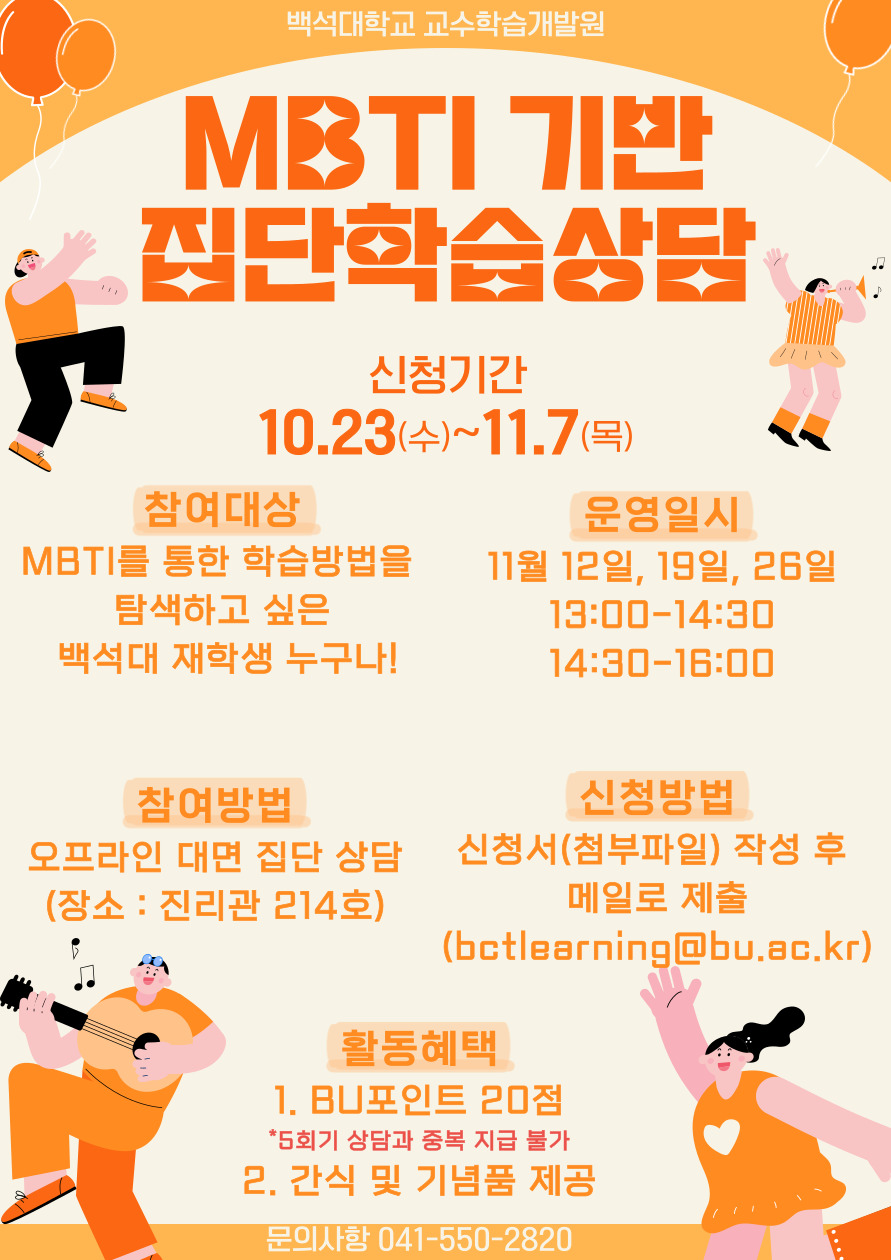 백석대학교 교수학습개발원
MBTI 기반
집단학습상담
신청기간
10.23(수)~11.7(목)
참여대상
MBTI를 통한 학습방법을
탐색하고 싶은
백석대 재학생 누구나!
운영일시
11월 12일, 19일, 26일
13:00-14:30
14:30-16:00
참여방법
오프라인 대면 집단 상담
(장소 : 진리관 214호)
신청방법
신청서(첨부파일) 작성 후
메일로 제출
(bctlearning@bu.ac.kr)
활동혜택
1. BU포인트 20점
*5회기 상담과 중복 지급 불가
2. 간식 및 기념품 제공
문의사항 041-550-2820